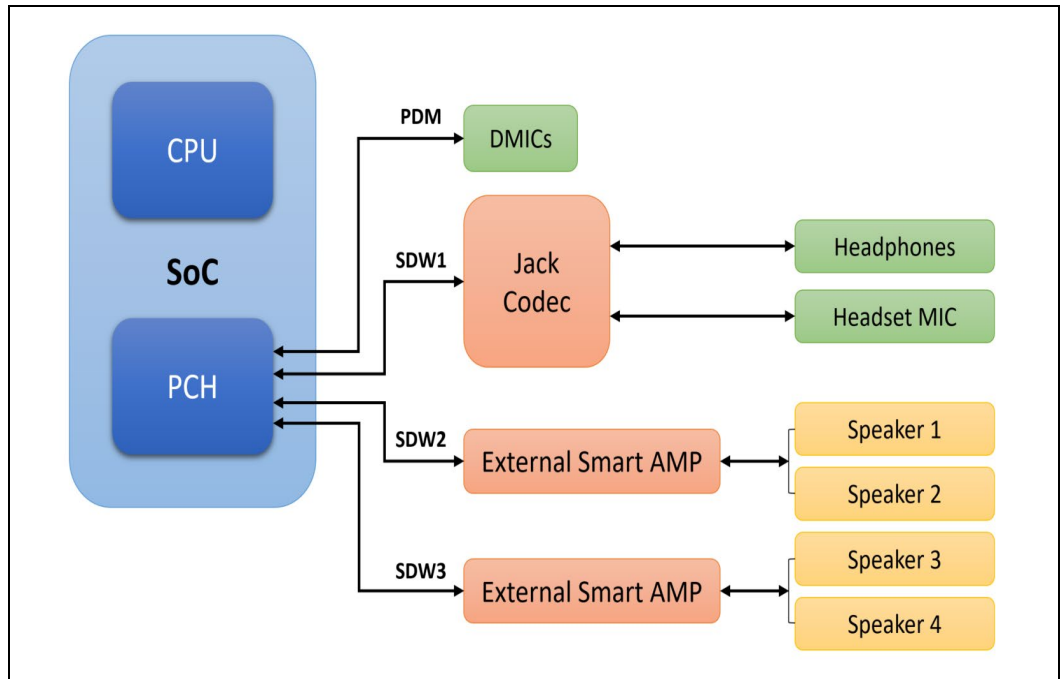 CPU
SoC
PCH
PDM
DMICs
SDW1
Jack
Codec
Headphones
Headset MIC
SDW2
External Smart AMP
Speaker 1
Speaker 2
SDW3
External Smart AMP
Speaker 3
Speaker 4